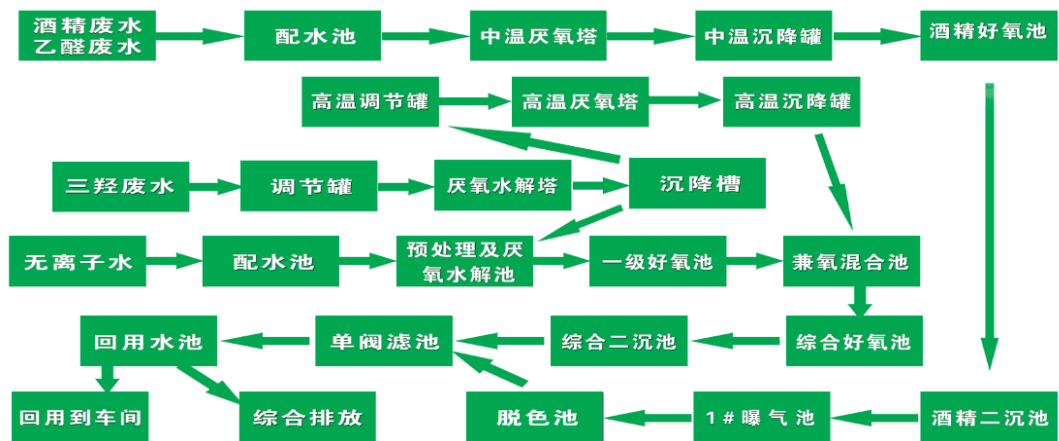 酒精废水
乙醛废水
配水池
中温厌氧塔
中温沉降罐
酒精好氧池
高温调节罐
高温厌氧塔
高温沉降罐
三羟废水
调节罐
厌氧水解塔
沉降槽
无离子水
配水池
预处理及厌
氧水解池
一级好氧池
兼氧混合池
回用水池
单阀滤池
综合二沉池
综合好氧池
回用到车间
综合排放
脱色池
1#曝气池
酒精二沉池